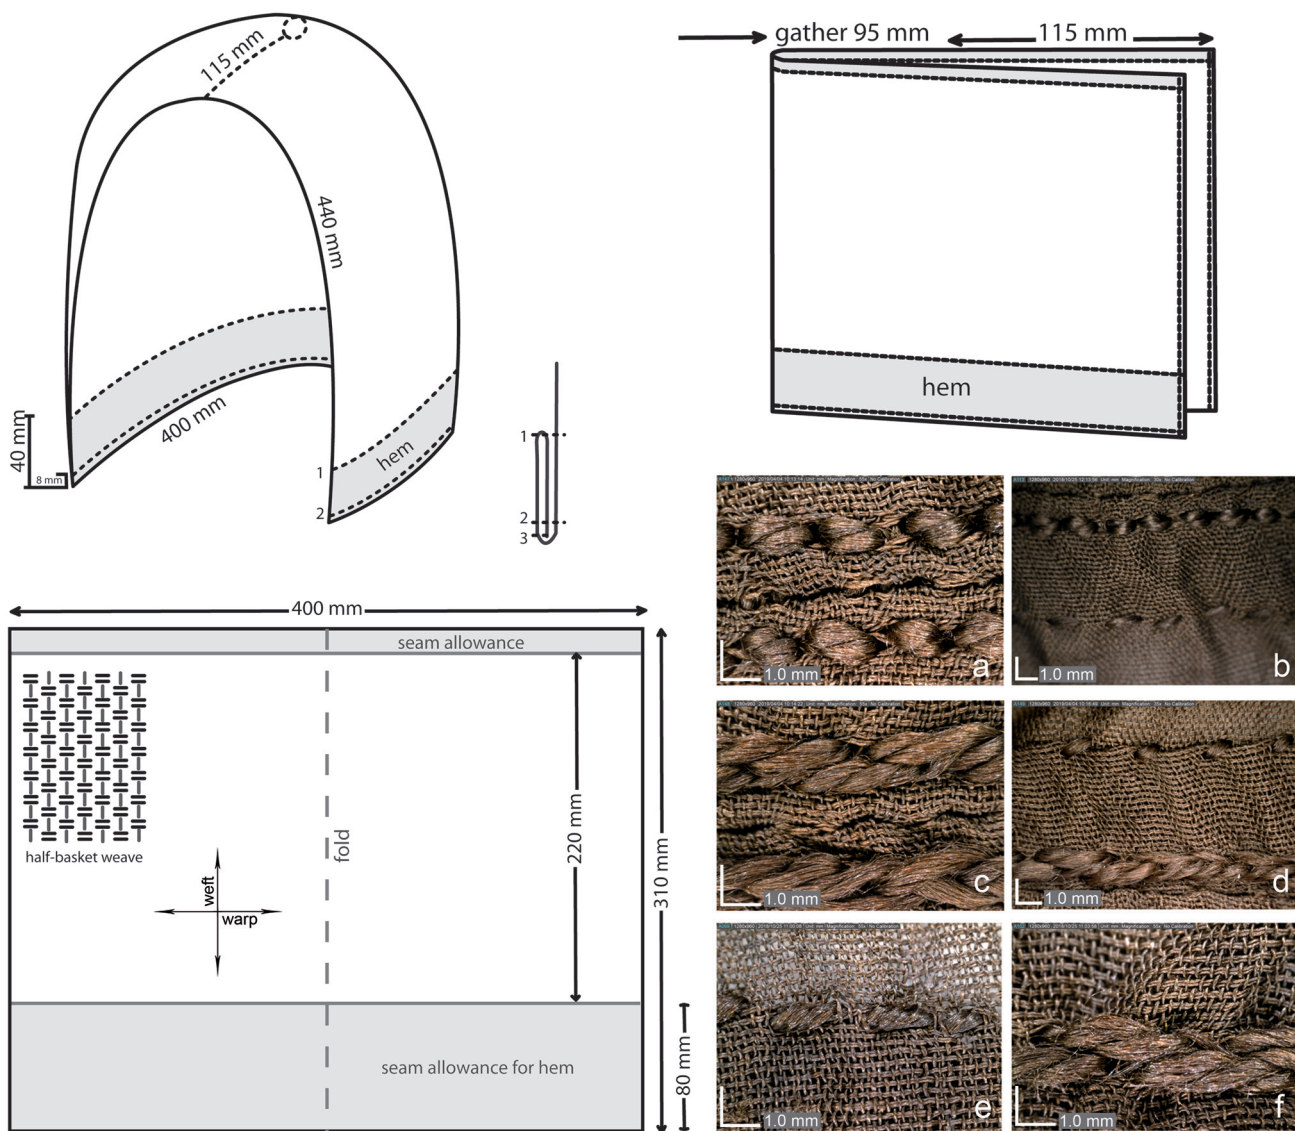 115 mm
440 mm
400 mm
40 mm
8 mm
1
2
hem
1
2
3
gather 95 mm
115 mm
hem
400 mm
seam allowance
half-basket weave
weft
warp
fold
220 mm
310 mm
seam allowance for hem
80 mm
1.0 mm
a
1.0 mm
b
1.0 mm
c
1.0 mm
d
1.0 mm
e
1.0 mm
f